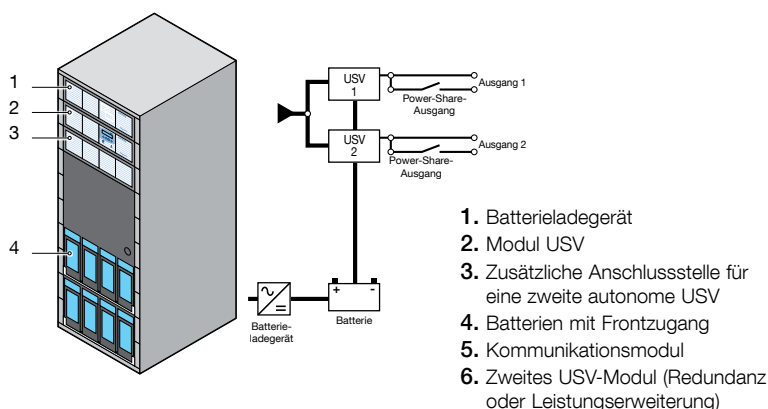 1
2
3
4
USV
1
Ausgang 1
Power-Share-
Ausgang
USV
2
Ausgang 2
Power-Share-
Ausgang
+ -
Batterie-
ladegerät
Batterie
1. Batterieladegerät
2. Modul USV
3. Zusätzliche Anschlussstelle für
eine zweite autonome USV
4. Batterien mit Frontzugang
5. Kommunikationsmodul
6. Zweites USV-Modul (Redundanz
oder Leistungserweiterung)